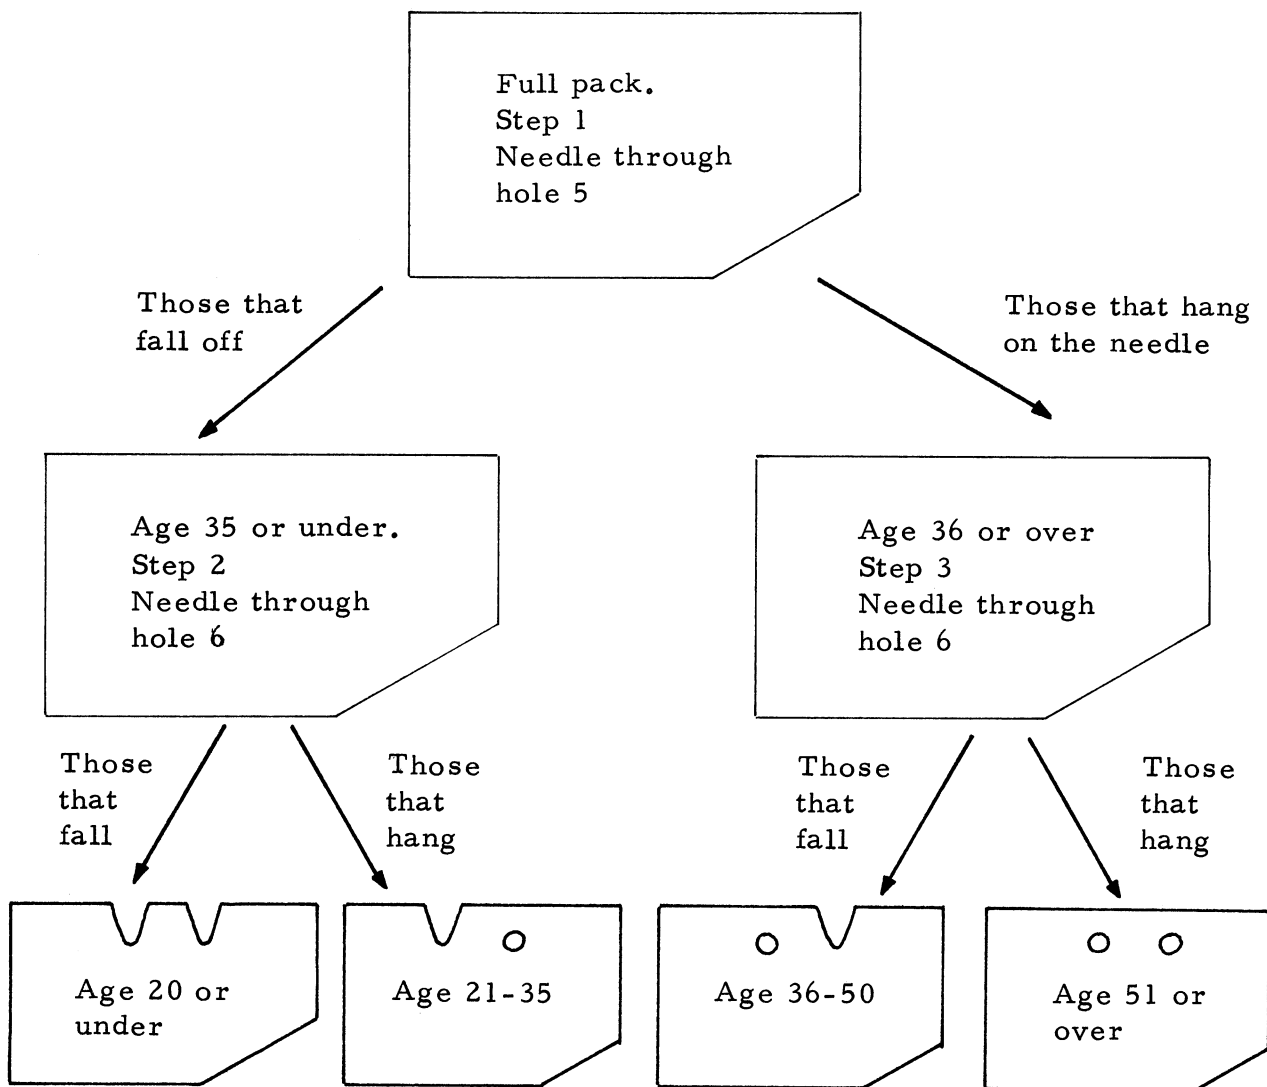 Full pack.
Step 1
Needle through
hole 5
Those that
fall off
Those that hang
on the needle
Age 35 or under.
Step 2
Needle through
hole 6
Age 36 or over
Step 3
Needle through
hole 6
Those
that
fall
Those
that
hang
Those
that
fall
Those
that
hang
Age 20 or
under
Age 21-35
Age 36-50
Age 51 or
over